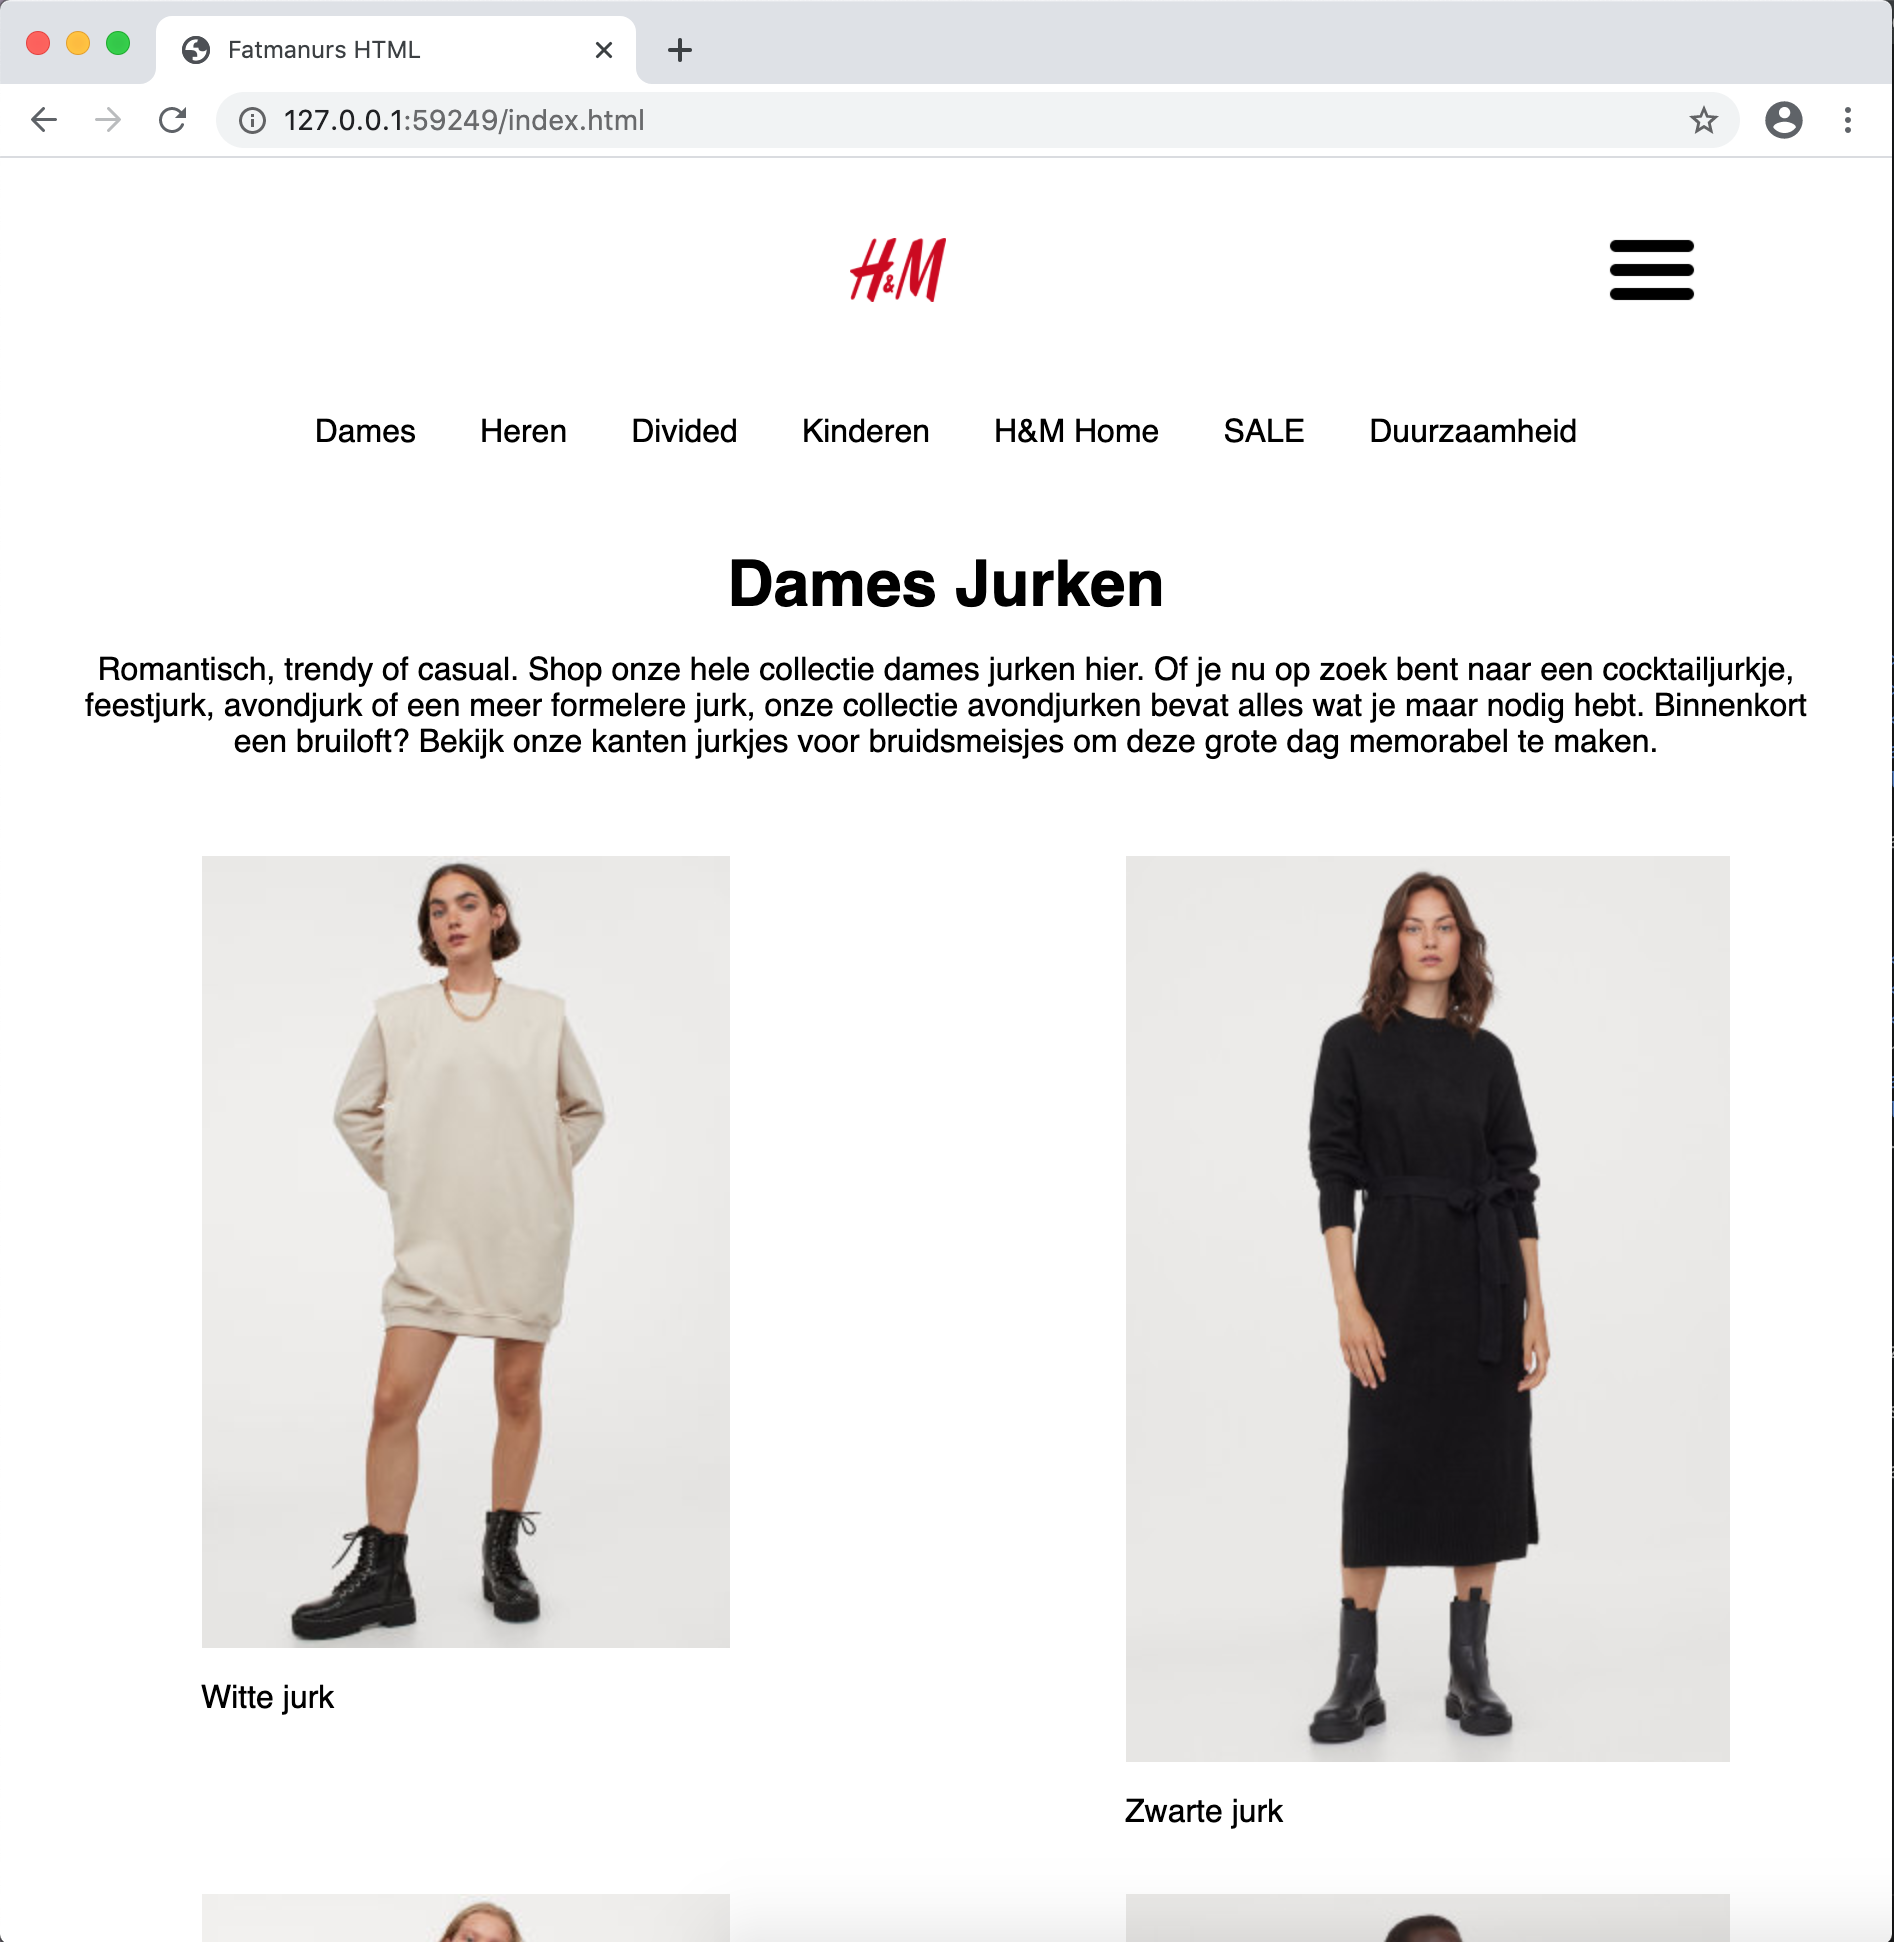 Fatmanurs HTML
127.0.0.1:59249/index.html
H&M
Dames Heren Divided Kinderen H&M Home SALE Duurzaamheid
Dames Jurken
Romantisch, trendy of casual. Shop onze hele collectie dames jurken hier. Of je nu op zoek bent naar een cocktailjurkje,
feestjurk, avondjurk of een meer formelere jurk, onze collectie avondjurken bevat alles wat je maar nodig hebt. Binnenkort
een bruiloft? Bekijk onze kanten jurkjes voor bruidsmeisjes om deze grote dag memorabel te maken.
Witte jurk
Zwarte jurk